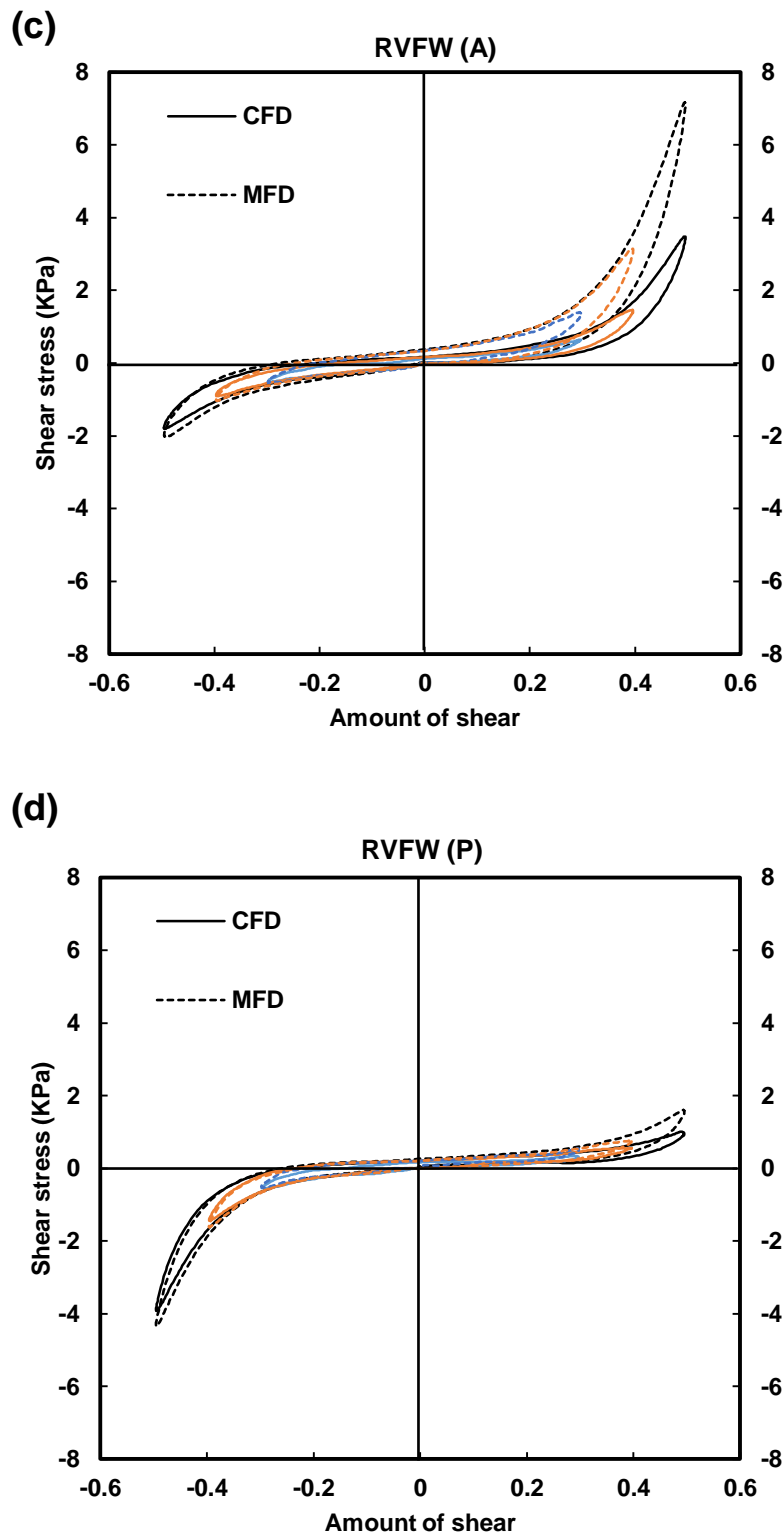 (c)
RVFW (A)
8 8
CFD
6 6
MFD
4 4
2 2
0 0
-2 -2
-4 -4
-6 -6
-8 -8
Shear stress (KPa)
-0.6 -0.4 -0.2 0 0.2 0.4 0.6
Amount of shear
(d)
RVFW (P)
8 8
CFD
6 6
MFD
4 4
2 2
0 0
-2 -2
-4 -4
-6 -6
-8 -8
Shear stress (KPa)
-0.6 -0.4 -0.2 0 0.2 0.4 0.6
Amount of shear